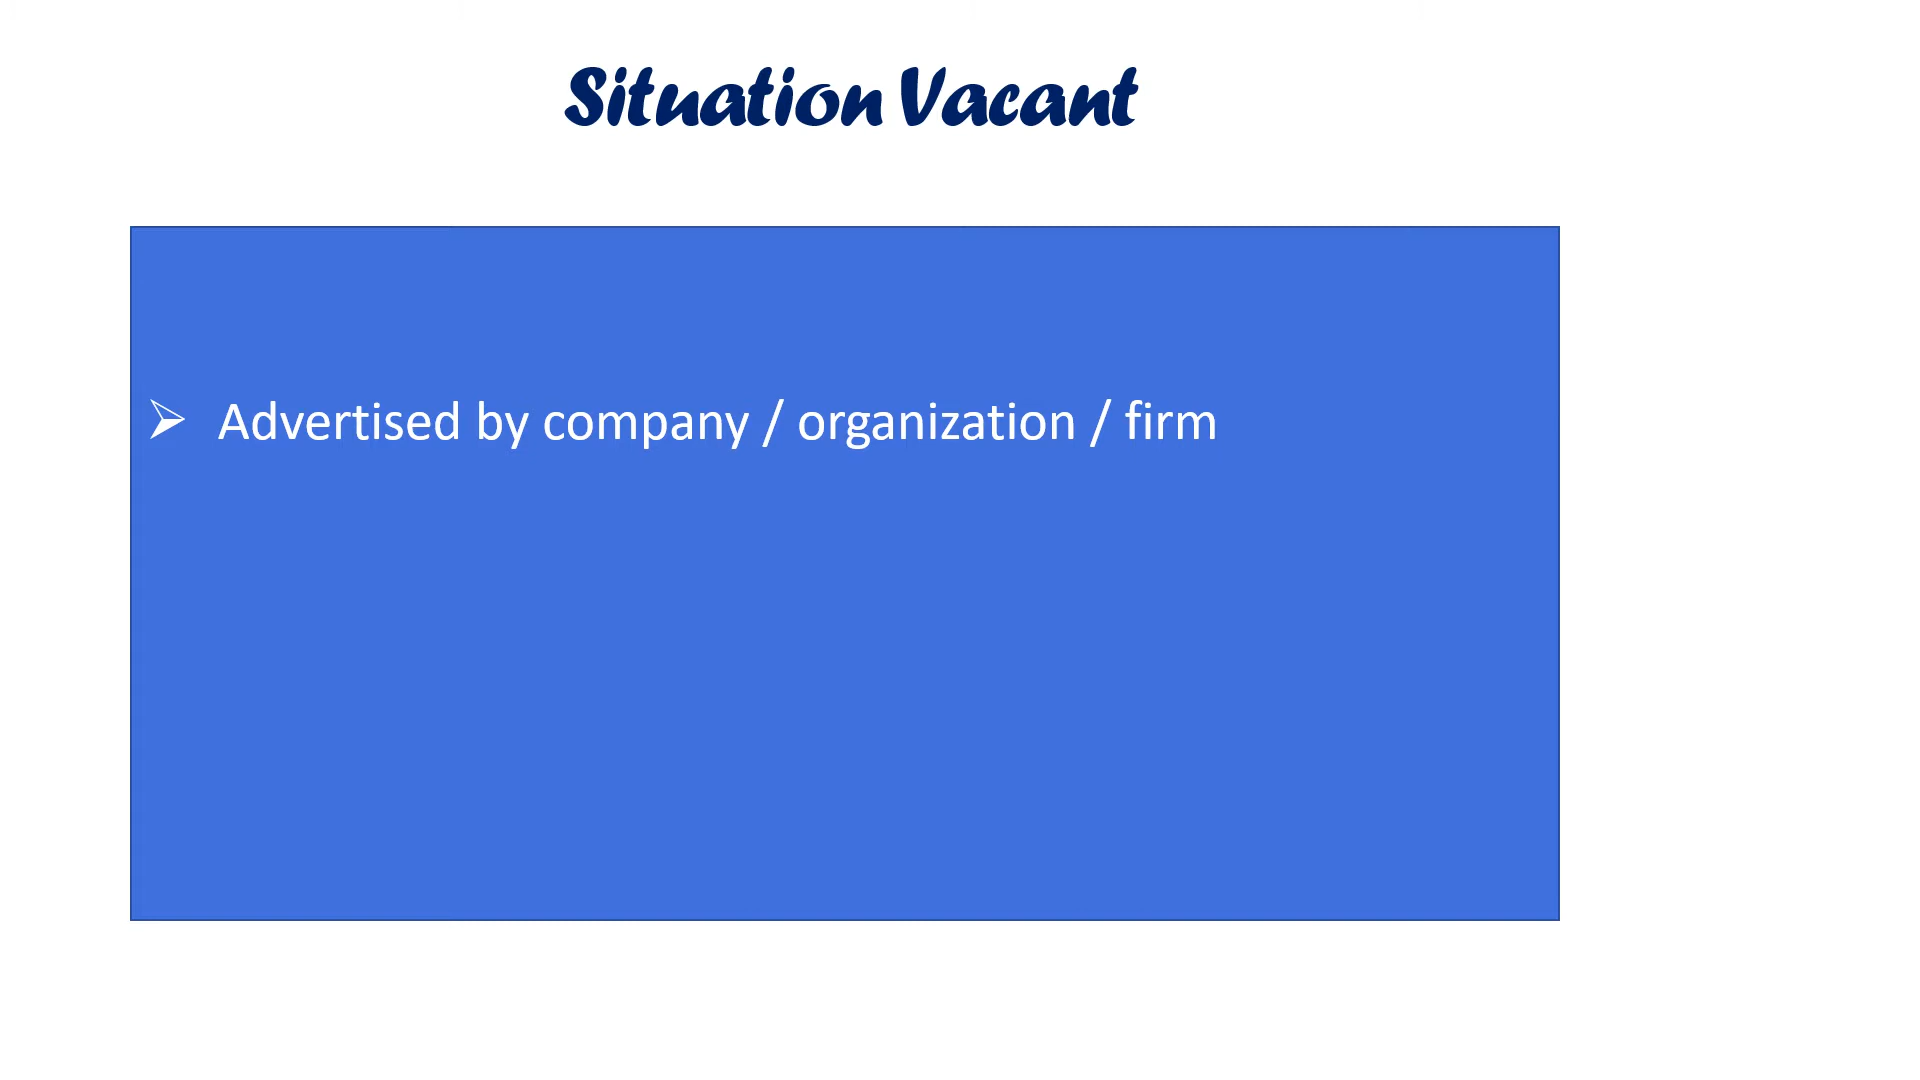 Situation Vacant
➢ Advertised by company / organization / firm